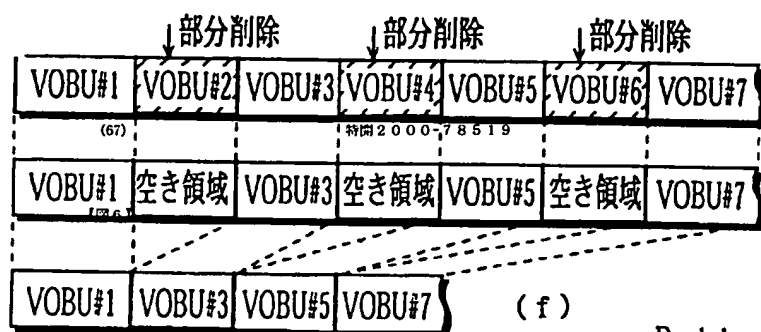 部分削除 部分削除 部分削除
VOBU#1 VOBU#2 VOBU#3 VOBU#4 VOBU#5 VOBU#6 VOBU#7
(67) 特開2000-78519
VOBU#1 空き領域 VOBU#3 空き領域 VOBU#5 空き領域 VOBU#7
【図6】
VOBU#1 VOBU#3 VOBU#5 VOBU#7 (f)